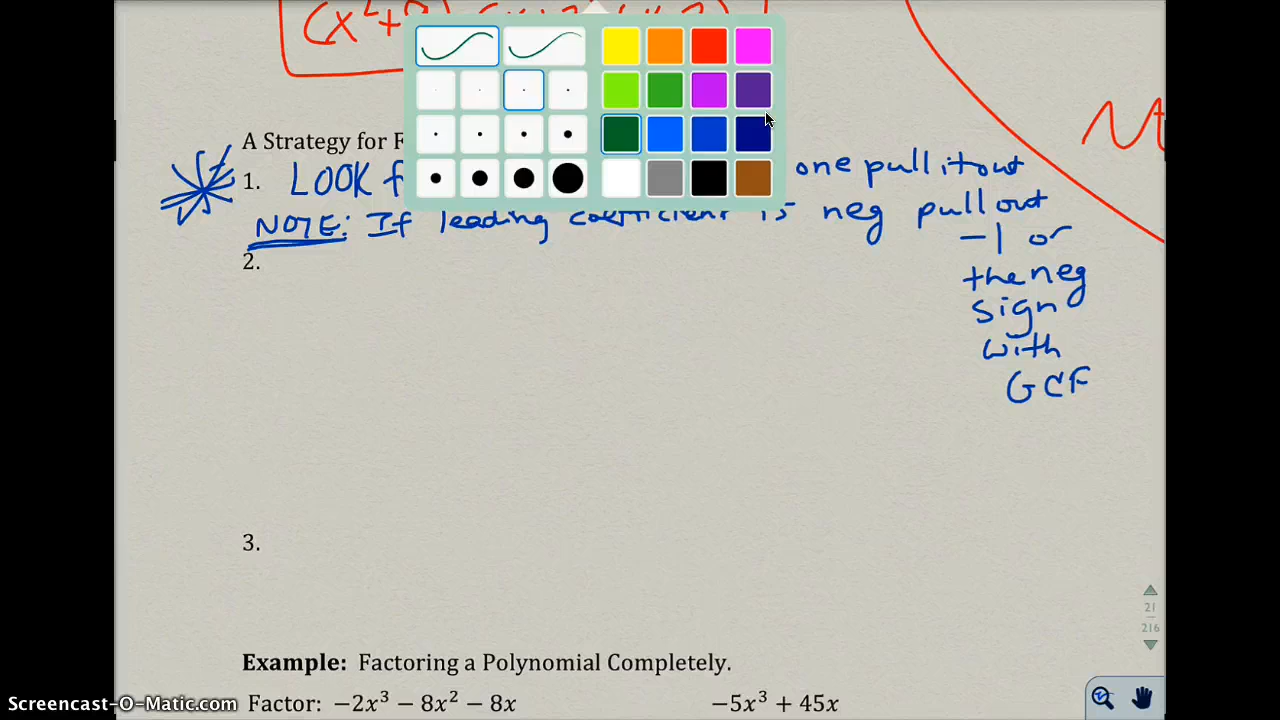 A Strategy for F
1. LOOK f one pull it out
NOTE: If leading coefficient is neg pull out
-1 or
the neg
sign
with
GCF
2.
3.
Example: Factoring a Polynomial Completely.
Factor: −2x³ − 8x² − 8x −5x³ + 45x
21
216
Screencast-O-Matic.com